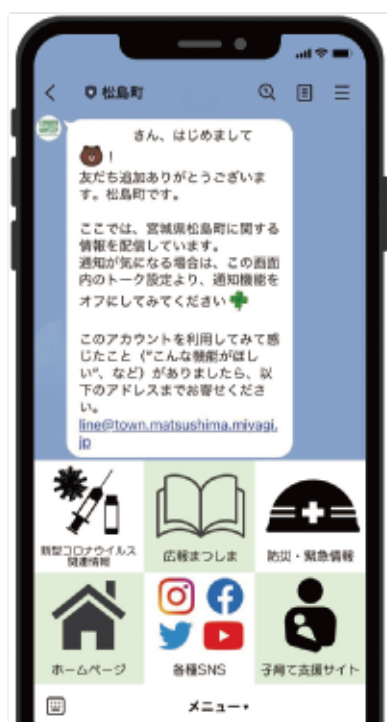 松島町
さん、はじめまして
！
友だち追加ありがとうございま
す。松島町です。
ここでは、宮城県松島町に関する
情報を配信しています。
通知が気になる場合は、この画面
内のトーク設定より、通知機能を
オフにしてみてください
このアカウントを利用してみて感
じたこと（"こんな機能がほし
い"、など）がありましたら、以
下のアドレスまでお寄せくださ
い。
line@town.matsushima.miyagi.
jp
新型コロナウイルス
関連情報
広報まつしま
防災・緊急情報
ホームページ
各種SNS
子育て支援サイト
メニュー▾